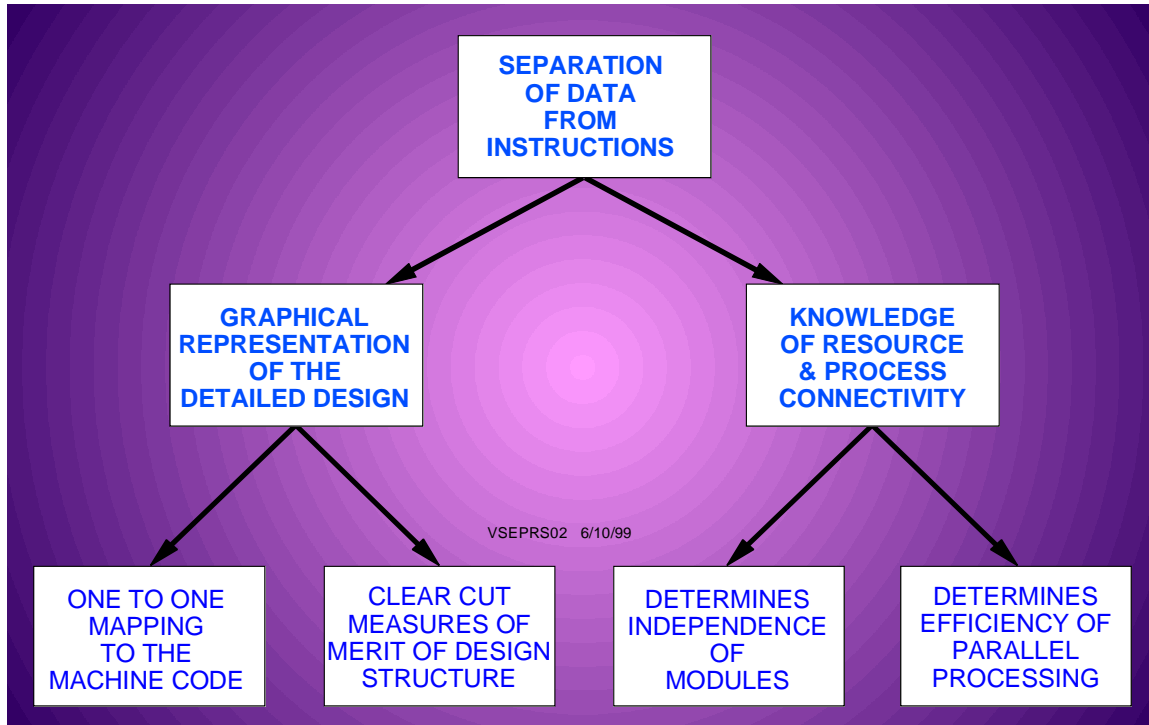 SEPARATION
OF DATA
FROM
INSTRUCTIONS
GRAPHICAL
REPRESENTATION
OF THE
DETAILED DESIGN
KNOWLEDGE
OF RESOURCE
& PROCESS
CONNECTIVITY
VSEPRS02 6/10/99
ONE TO ONE
MAPPING
TO THE
MACHINE CODE
CLEAR CUT
MEASURES OF
MERIT OF DESIGN
STRUCTURE
DETERMINES
INDEPENDENCE
OF
MODULES
DETERMINES
EFFICIENCY OF
PARALLEL
PROCESSING